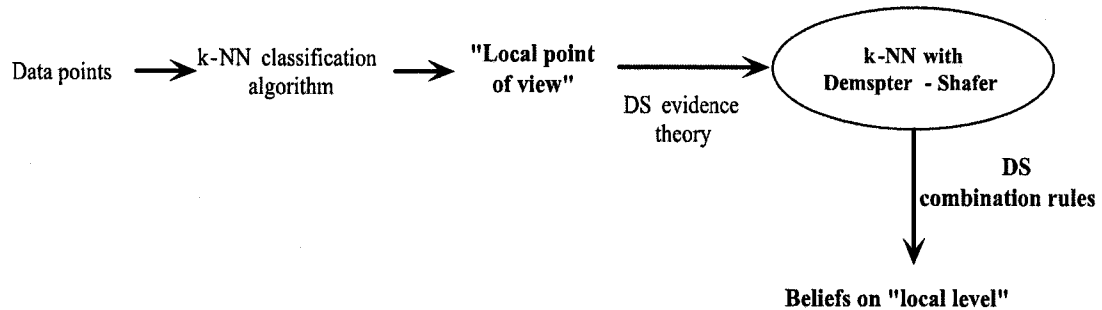 Data points
k-NN classification
algorithm
"Local point
of view"
DS evidence
theory
k-NN with
Demspter - Shafer
DS
combination rules
Beliefs on "local level"